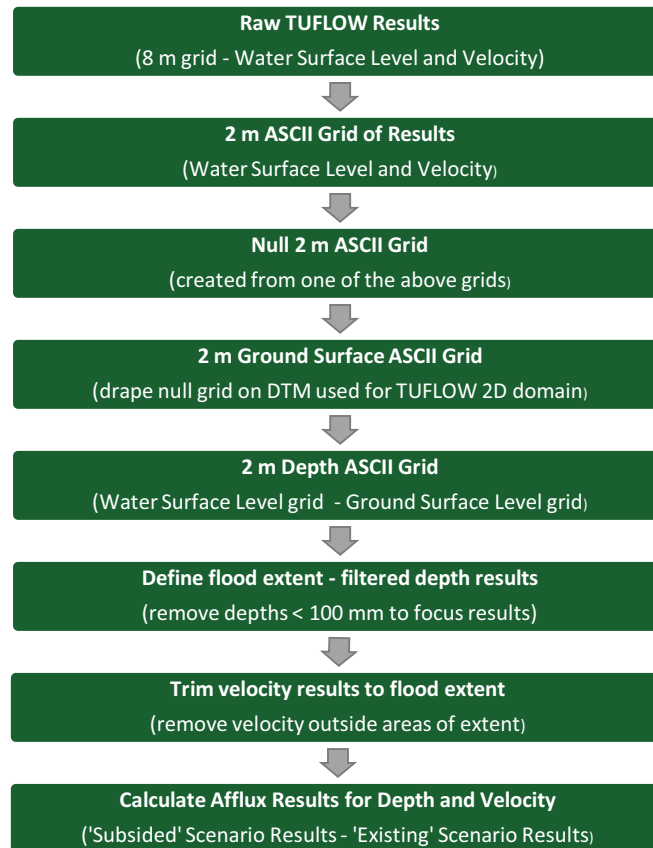 Raw TUFLOW Results
(8 m grid - Water Surface Level and Velocity)
2 m ASCII Grid of Results
(Water Surface Level and Velocity)
Null 2 m ASCII Grid
(created from one of the above grids)
2 m Ground Surface ASCII Grid
(drape null grid on DTM used for TUFLOW 2D domain)
2 m Depth ASCII Grid
(Water Surface Level grid - Ground Surface Level grid)
Define flood extent - filtered depth results
(remove depths < 100 mm to focus results)
Trim velocity results to flood extent
(remove velocity outside areas of extent)
Calculate Afflux Results for Depth and Velocity
('Subsided' Scenario Results - 'Existing' Scenario Results)